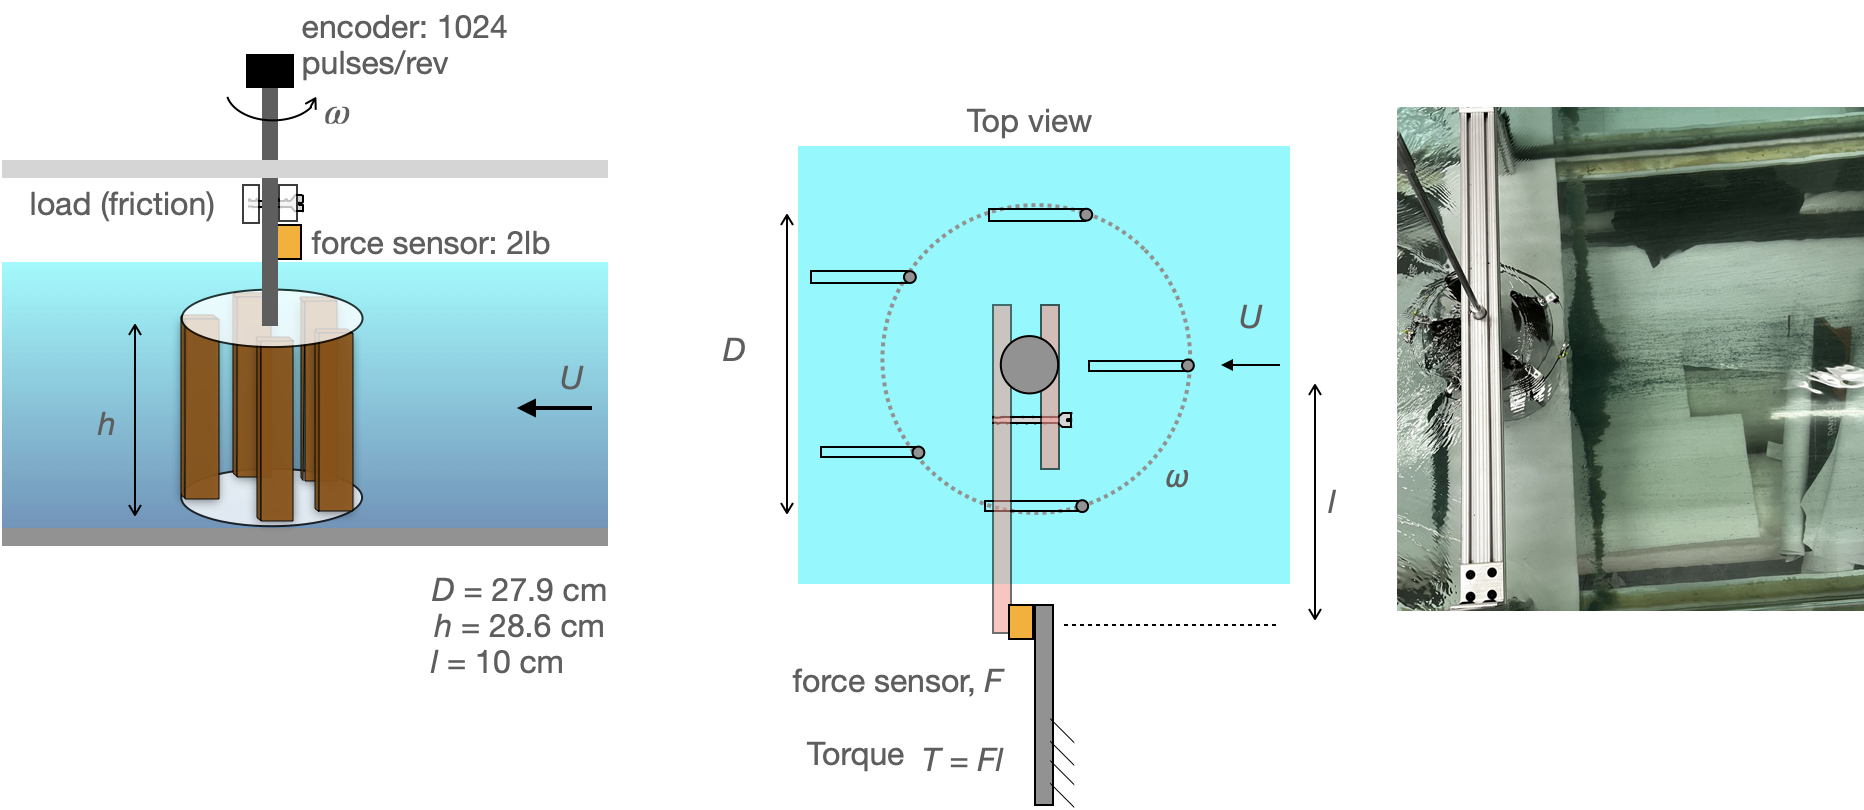 encoder: 1024
pulses/rev
ω
load (friction)
force sensor: 2lb
U
h
D = 27.9 cm
h = 28.6 cm
l = 10 cm
Top view
D
U
ω
l
force sensor, F
Torque T = Fl